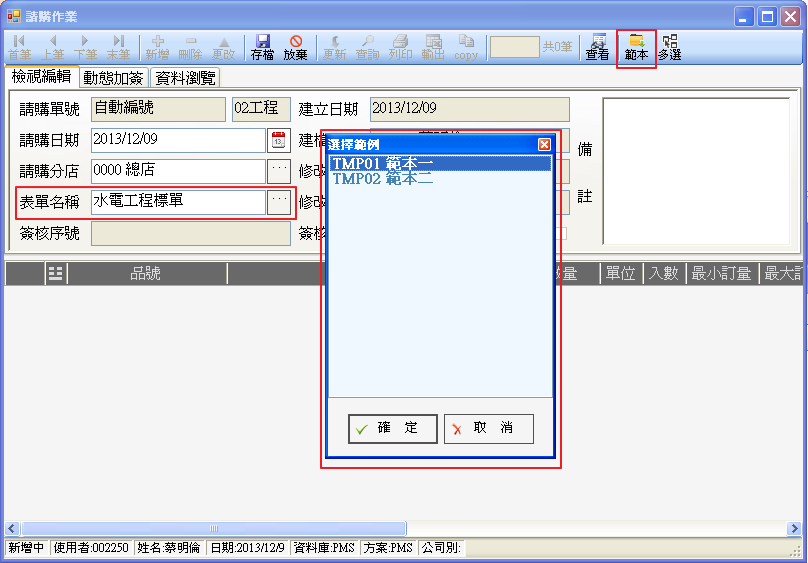 請購作業
首筆 上筆 下筆 末筆 新增 刪除 更改 存檔 放棄 更新 查詢 列印 輸出 copy 共0筆 查看 範本 多選
檢視編輯 動態加簽 資料瀏覽
請購單號 自動編號 02工程 建立日期 2013/12/09
請購日期 2013/12/09 建檔
請購分店 0000 總店 ... 修改
表單名稱 水電工程標單 ... 修改
簽核序號 簽核
備
註
選擇範例
TMP01 範本一
TMP02 範本二
確 定 取 消
品號 量 單位 入數 最小訂量 最大訂
新增中 使用者:002250 姓名:蔡明倫 日期:2013/12/9 資料庫:PMS 方案:PMS 公司別: